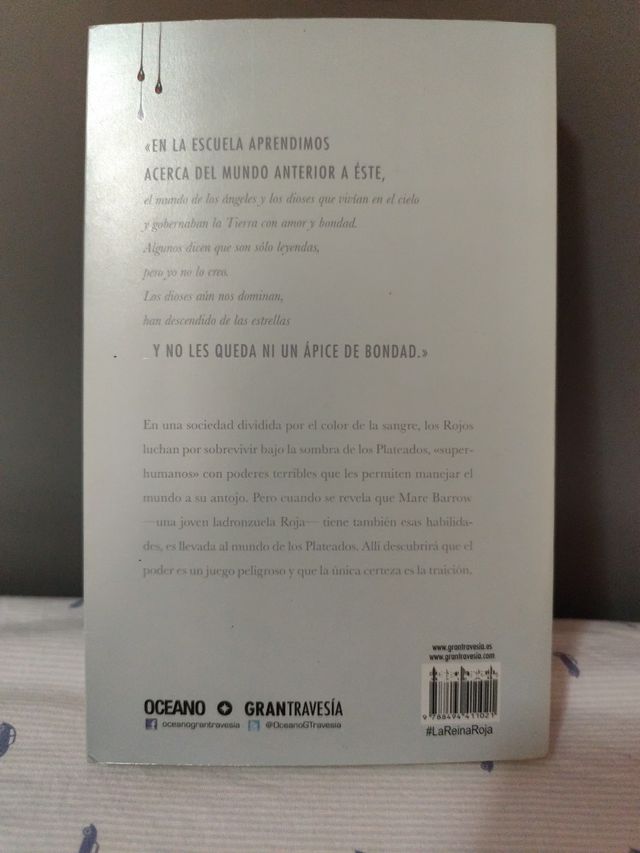 «EN LA ESCUELA APRENDIMOS
ACERCA DEL MUNDO ANTERIOR A ÉSTE,
el mundo de los ángeles y los dioses que vivían en el cielo
y gobernaban la Tierra con amor y bondad.
Algunos dicen que son sólo leyendas,
pero yo no lo creo.
Los dioses aún nos dominan,
han descendido de las estrellas
Y NO LES QUEDA NI UN ÁPICE DE BONDAD.»
En una sociedad dividida por el color de la sangre, los Rojos
luchan por sobrevivir bajo la sombra de los Plateados, «super-
humanos» con poderes terribles que les permiten manejar el
mundo a su antojo. Pero cuando se revela que Mare Barrow
—una joven ladronzuela Roja— tiene también esas habilida-
des, es llevada al mundo de los Plateados. Allí descubrirá que el
poder es un juego peligroso y que la única certeza es la traición.
www.grantravesia.es
www.grantravesia.com
OCEANO + GRANTRAVESÍA
oceanograntravesia @OceanoGTravesia
9 788494 411021
#LaReinaRoja